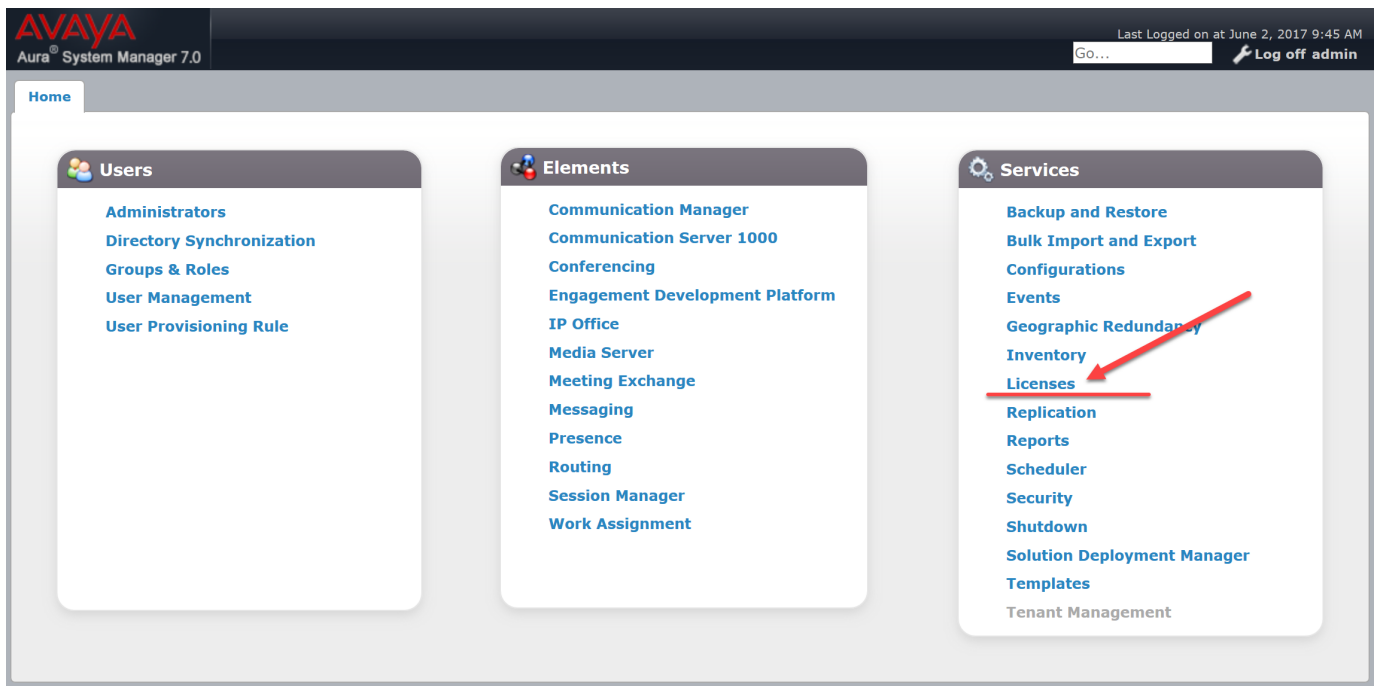 AVAYA
Aura® System Manager 7.0
Last Logged on at June 2, 2017 9:45 AM
Go...
Log off admin
Home
Users
Administrators
Directory Synchronization
Groups & Roles
User Management
User Provisioning Rule
Elements
Communication Manager
Communication Server 1000
Conferencing
Engagement Development Platform
IP Office
Media Server
Meeting Exchange
Messaging
Presence
Routing
Session Manager
Work Assignment
Services
Backup and Restore
Bulk Import and Export
Configurations
Events
Geographic Redundancy
Inventory
Licenses
Replication
Reports
Scheduler
Security
Shutdown
Solution Deployment Manager
Templates
Tenant Management